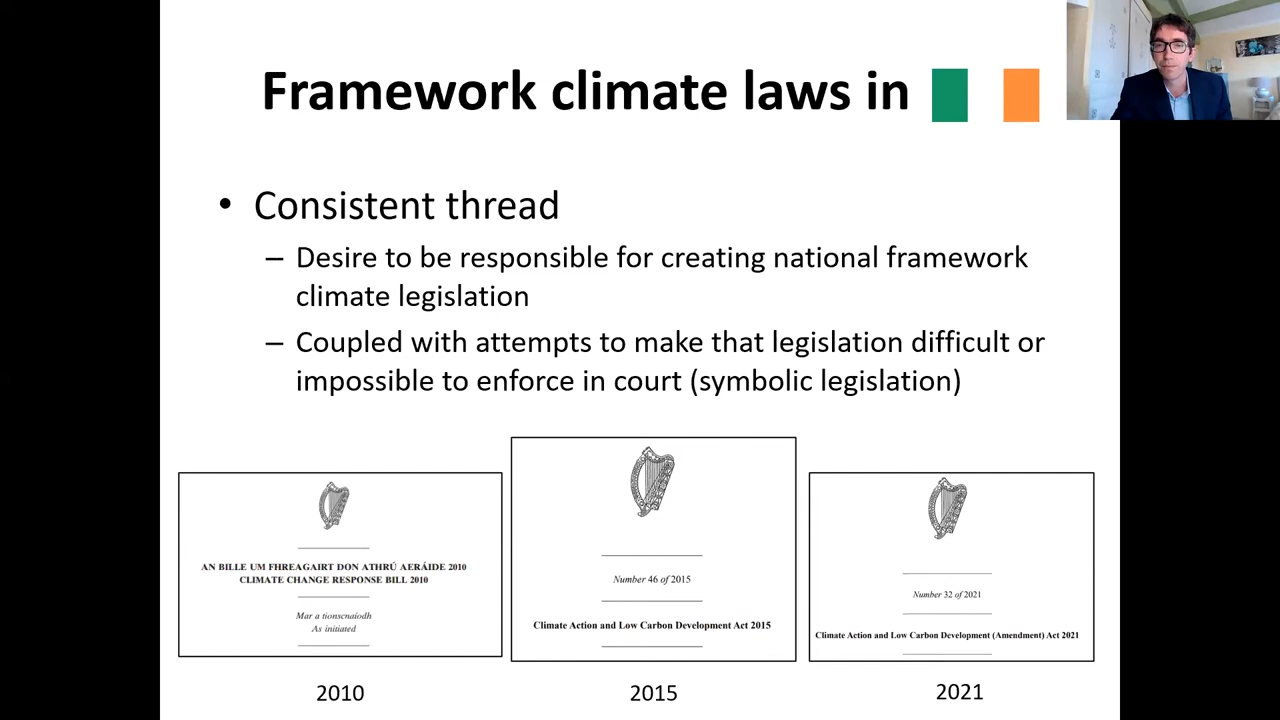 Framework climate laws in
• Consistent thread
– Desire to be responsible for creating national framework
climate legislation
– Coupled with attempts to make that legislation difficult or
impossible to enforce in court (symbolic legislation)
AN BILLE UM FHREAGAIRT DON ATHRÚ AERÁIDE 2010
CLIMATE CHANGE RESPONSE BILL 2010
Mar a tionscnaíodh
As initiated
2010
Number 46 of 2015
Climate Action and Low Carbon Development Act 2015
2015
Number 32 of 2021
Climate Action and Low Carbon Development (Amendment) Act 2021
2021